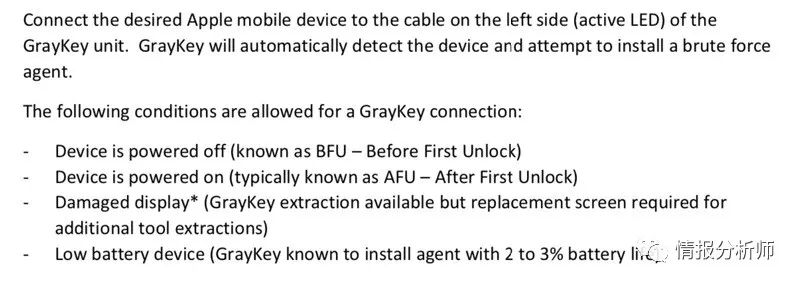 Connect the desired Apple mobile device to the cable on the left side (active LED) of the
GrayKey unit.  GrayKey will automatically detect the device and attempt to install a brute force
agent.
The following conditions are allowed for a GrayKey connection:
- Device is powered off (known as BFU – Before First Unlock)
- Device is powered on (typically known as AFU – After First Unlock)
- Damaged display* (GrayKey extraction available but replacement screen required for
additional tool extractions)
- Low battery device (GrayKey known to install agent with 2 to 3% battery
情报分析师